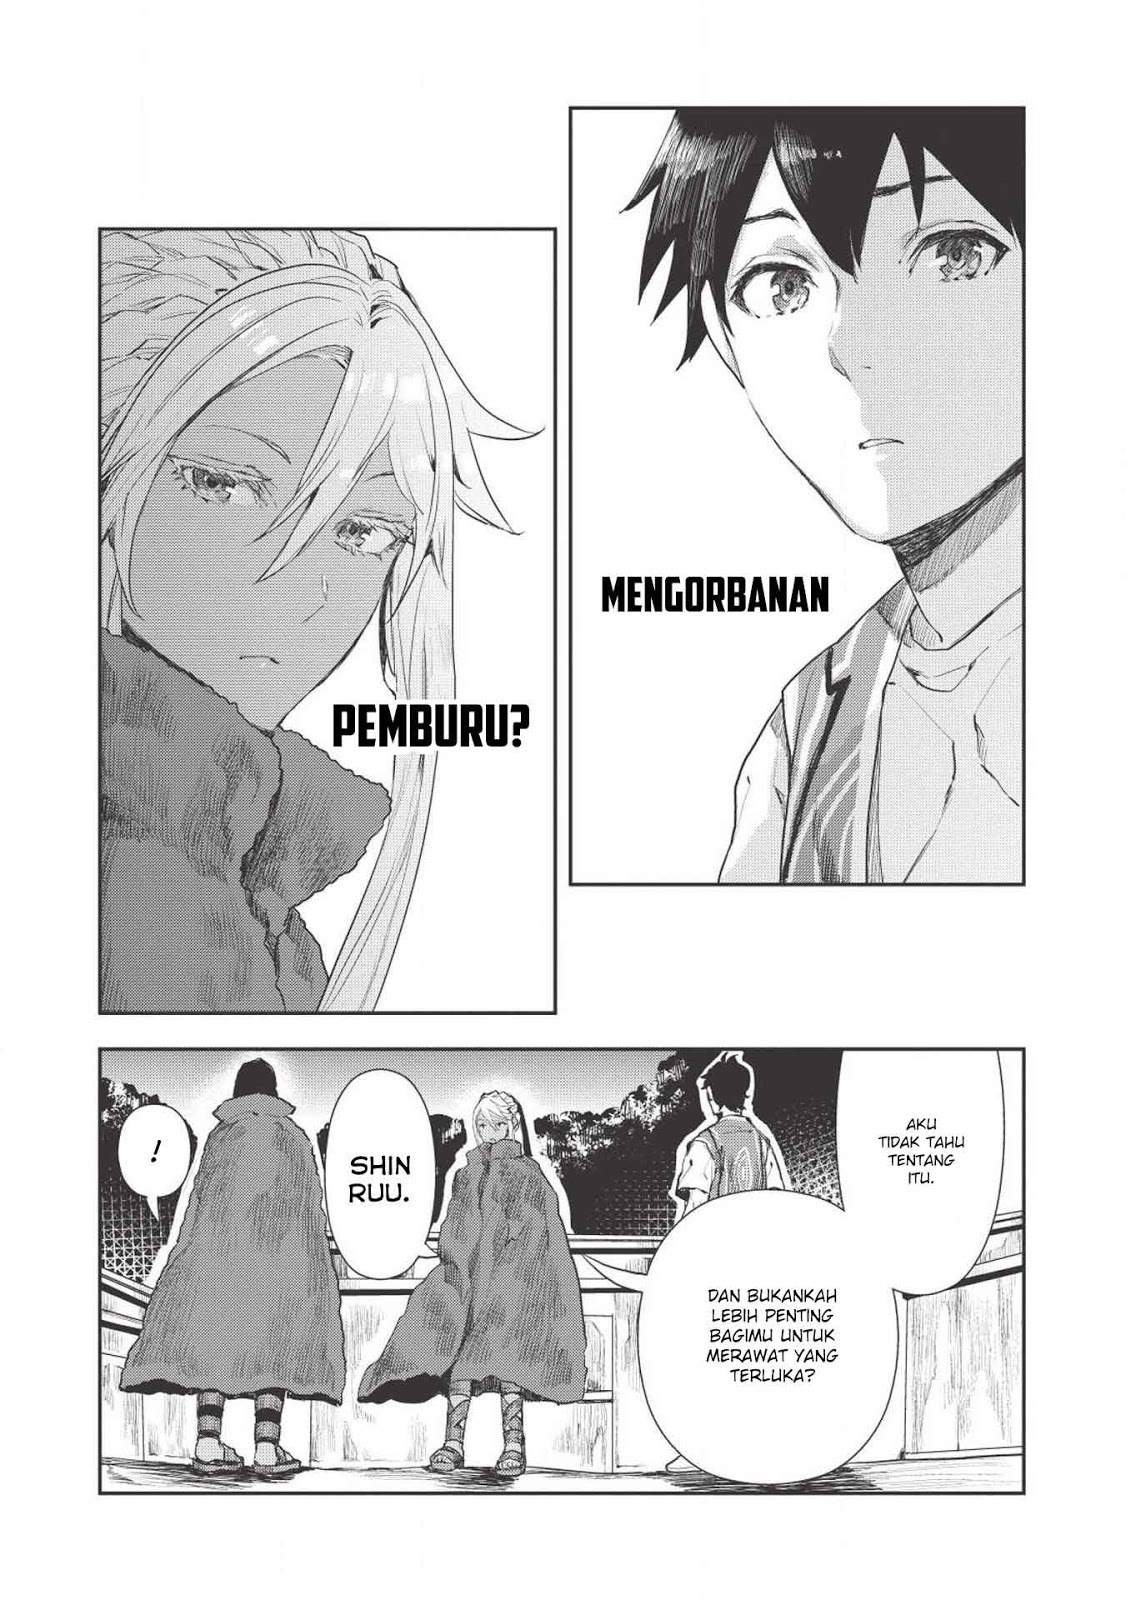 MENGORBANAN
PEMBURU?
AKU
TIDAK TAHU
TENTANG
ITU.
DAN BUKANKAH
LEBIH PENTING
BAGIMU UNTUK
MERAWAT YANG
TERLUKA?
SHIN
RUU.
!